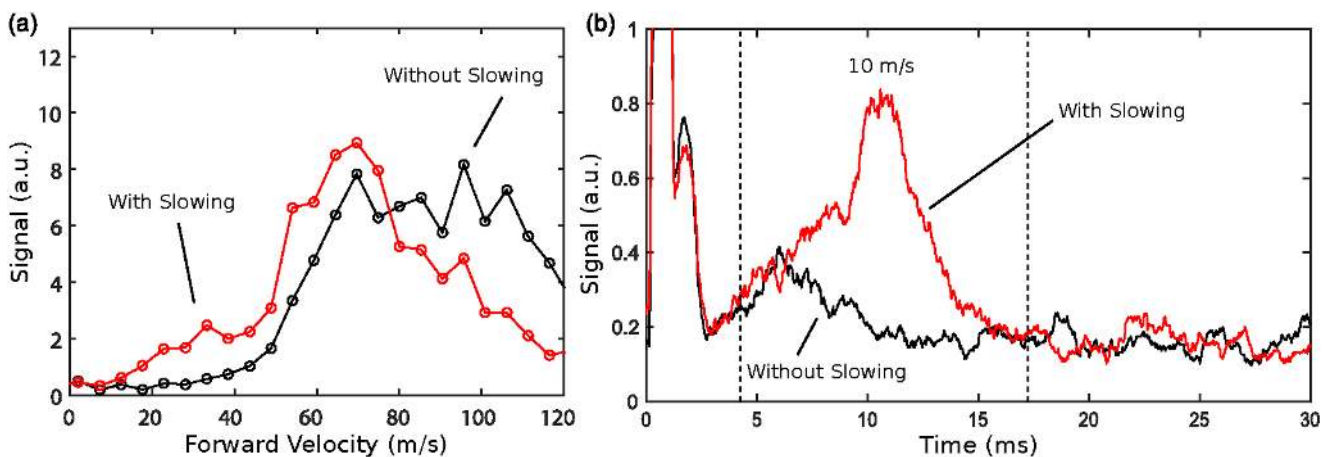 (a)
13
12
10
8
6
4
2
0
Signal (a.u.)
Without Slowing
With Slowing
0 20 40 60 80 100 120
Forward Velocity (m/s)
(b)
1
0.8
0.6
0.4
0.2
0
Signal (a.u.)
10 m/s
With Slowing
Without Slowing
0 5 10 15 20 25 30
Time (ms)